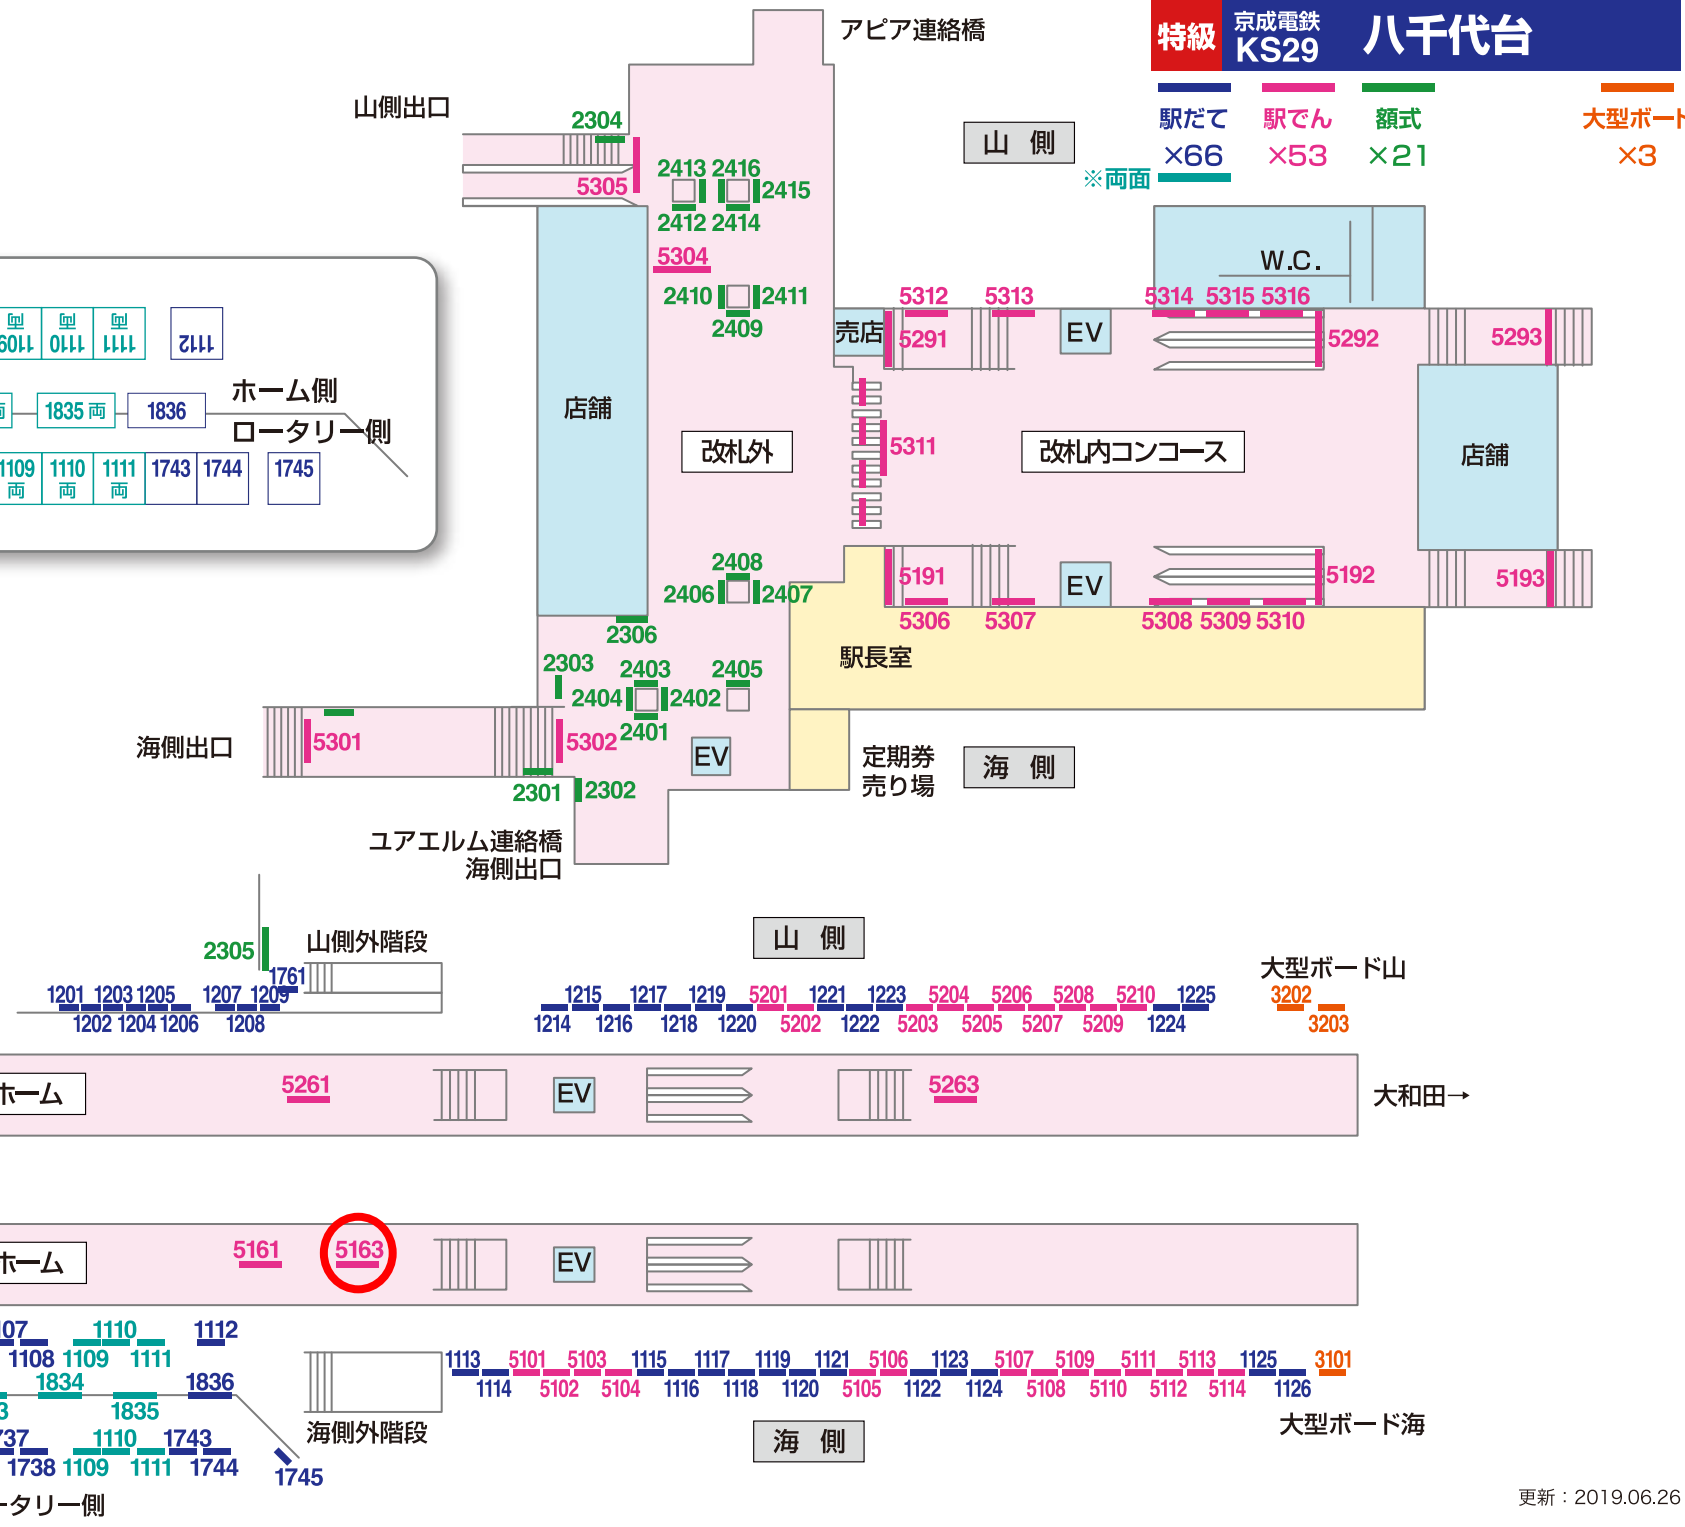 アピア連絡橋
特級
京成電鉄
KS29
八千代台
駅だて
×66
駅でん
×53
額式
×21
大型ボード
×3
※両面
山側出口
2304
5305
山 側
2413 2416
2415
2412 2414
5304
2410 2411
2409
W.C.
5312 5313 5314 5315 5316
売店
5291
EV
5292
5293
両
1110
両
1111
両
1112
ホーム側
1835 両
1836
ロータリー側
1109
両
1110
両
1111
両
1743
1744
1745
店舗
改札外
5311
改札内コンコース
店舗
2408
2406 2407
5191
EV
5192
5193
5306 5307 5308 5309 5310
2306
駅長室
2303
2403 2405
2404 2402
2401
海側出口
5301
5302
EV
定期券
売り場
海 側
2301
2302
ユアエルム連絡橋
海側出口
山 側
2305
山側外階段
1761
大型ボード山
1201 1203 1205 1207 1209
1202 1204 1206 1208
1215 1217 1219 5201 1221 1223 5204 5206 5208 5210 1225
1214 1216 1218 1220 5202 1222 5203 5205 5207 5209 1224
3202
3203
ホーム
5261
EV
5263
大和田→
ホーム
5161
5163
EV
1110 1112
1108 1109 1111
1834 1836
1835
1110 1743
1738 1109 1111 1744
1745
海側外階段
1113 5101 5103 1115 1117 1119 1121 5106 1123 5107 5109 5111 5113 1125 3101
1114 5102 5104 1116 1118 1120 5105 1122 1124 5108 5110 5112 5114 1126
大型ボード海
海 側
ータリー側
更新：2019.06.26